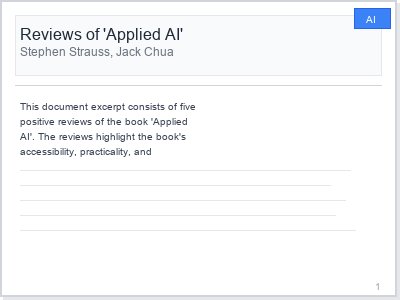 AI
Reviews of 'Applied AI'
Stephen Strauss, Jack Chua
This document excerpt consists of five
positive reviews of the book 'Applied
AI'. The reviews highlight the book's
accessibility, practicality, and
1